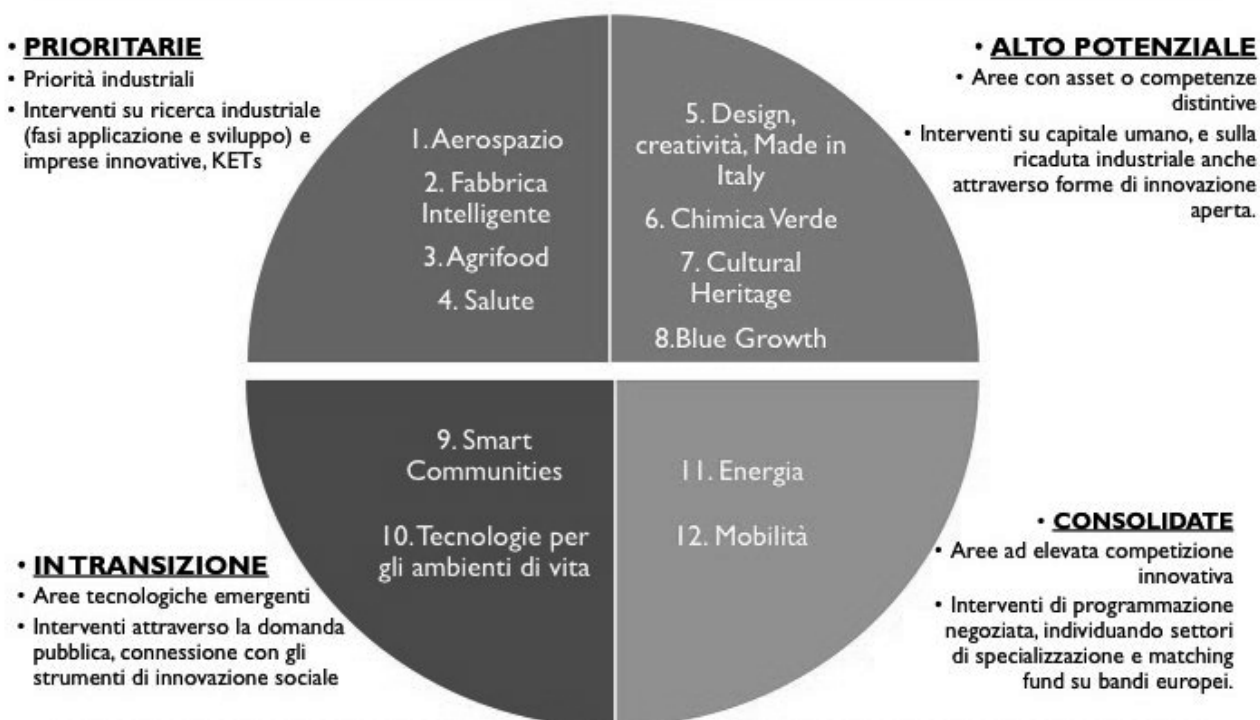 • PRIORITARIE
• Priorità industriali
• Interventi su ricerca industriale
(fasi applicazione e sviluppo) e
imprese innovative, KETs
1. Aerospazio
2. Fabbrica
Intelligente
3. Agrifood
4. Salute
5. Design,
creatività, Made in
Italy
6. Chimica Verde
7. Cultural
Heritage
8.Blue Growth
• ALTO POTENZIALE
• Aree con asset o competenze
distintive
• Interventi su capitale umano, e sulla
ricaduta industriale anche
attraverso forme di innovazione
aperta.
• IN TRANSIZIONE
• Aree tecnologiche emergenti
• Interventi attraverso la domanda
pubblica, connessione con gli
strumenti di innovazione sociale
9. Smart
Communities
10. Tecnologie per
gli ambienti di vita
11. Energia
12. Mobilità
• CONSOLIDATE
• Aree ad elevata competizione
innovativa
• Interventi di programmazione
negoziata, individuando settori
di specializzazione e matching
fund su bandi europei.